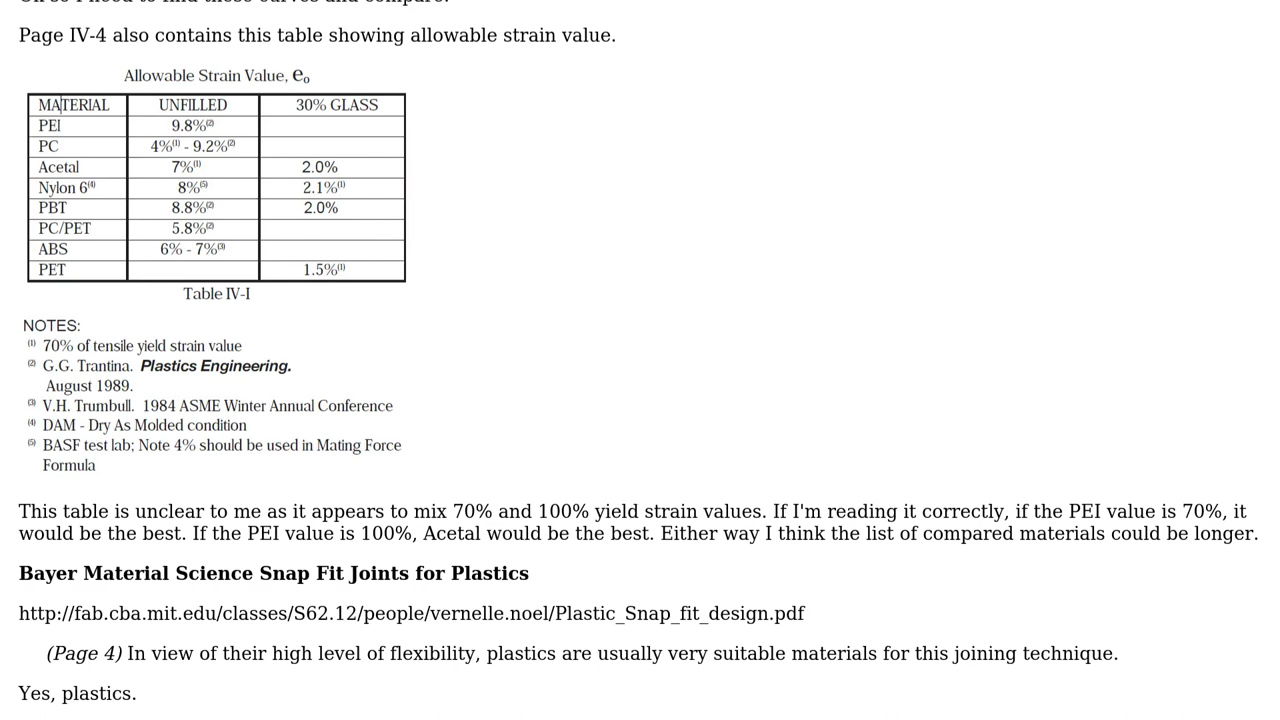 Page IV-4 also contains this table showing allowable strain value.
Allowable Strain Value, eo
MATERIAL UNFILLED 30% GLASS
PEI 9.8%(2)
PC 4%(1) - 9.2%(2)
Acetal 7%(1) 2.0%
Nylon 6(4) 8%(5) 2.1%(1)
PBT 8.8%(2) 2.0%
PC/PET 5.8%(2)
ABS 6% - 7%(3)
PET 1.5%(1)
Table IV-I
NOTES:
(1) 70% of tensile yield strain value
(2) G.G. Trantina. Plastics Engineering.
August 1989.
(3) V.H. Trumbull. 1984 ASME Winter Annual Conference
(4) DAM - Dry As Molded condition
(5) BASF test lab; Note 4% should be used in Mating Force
Formula
This table is unclear to me as it appears to mix 70% and 100% yield strain values. If I'm reading it correctly, if the PEI value is 70%, it
would be the best. If the PEI value is 100%, Acetal would be the best. Either way I think the list of compared materials could be longer.
Bayer Material Science Snap Fit Joints for Plastics
http://fab.cba.mit.edu/classes/S62.12/people/vernelle.noel/Plastic_Snap_fit_design.pdf
(Page 4) In view of their high level of flexibility, plastics are usually very suitable materials for this joining technique.
Yes, plastics.